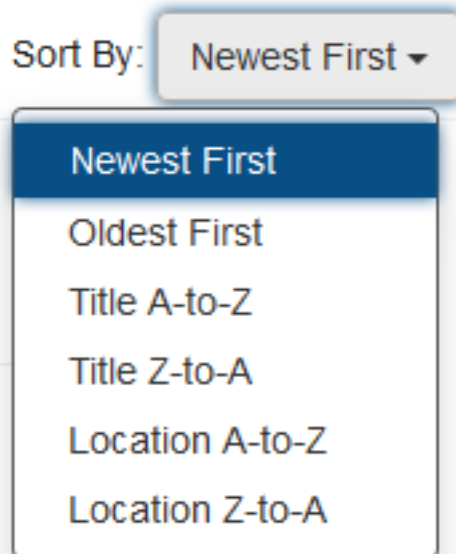 Sort By: Newest First
Newest First
Oldest First
Title A-to-Z
Title Z-to-A
Location A-to-Z
Location Z-to-A